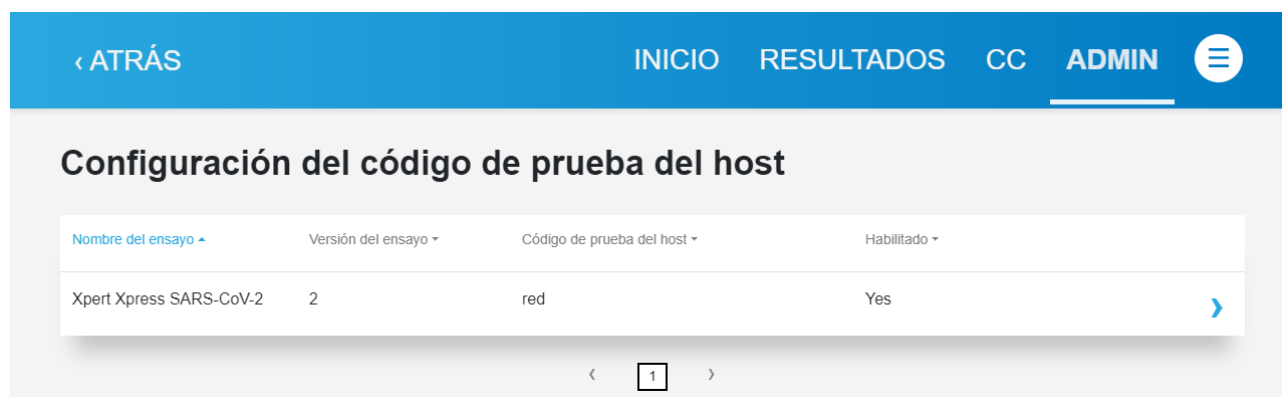 ‹ ATRÁS INICIO RESULTADOS CC ADMIN
Configuración del código de prueba del host
Nombre del ensayo Versión del ensayo Código de prueba del host Habilitado
Xpert Xpress SARS-CoV-2 2 red Yes
1